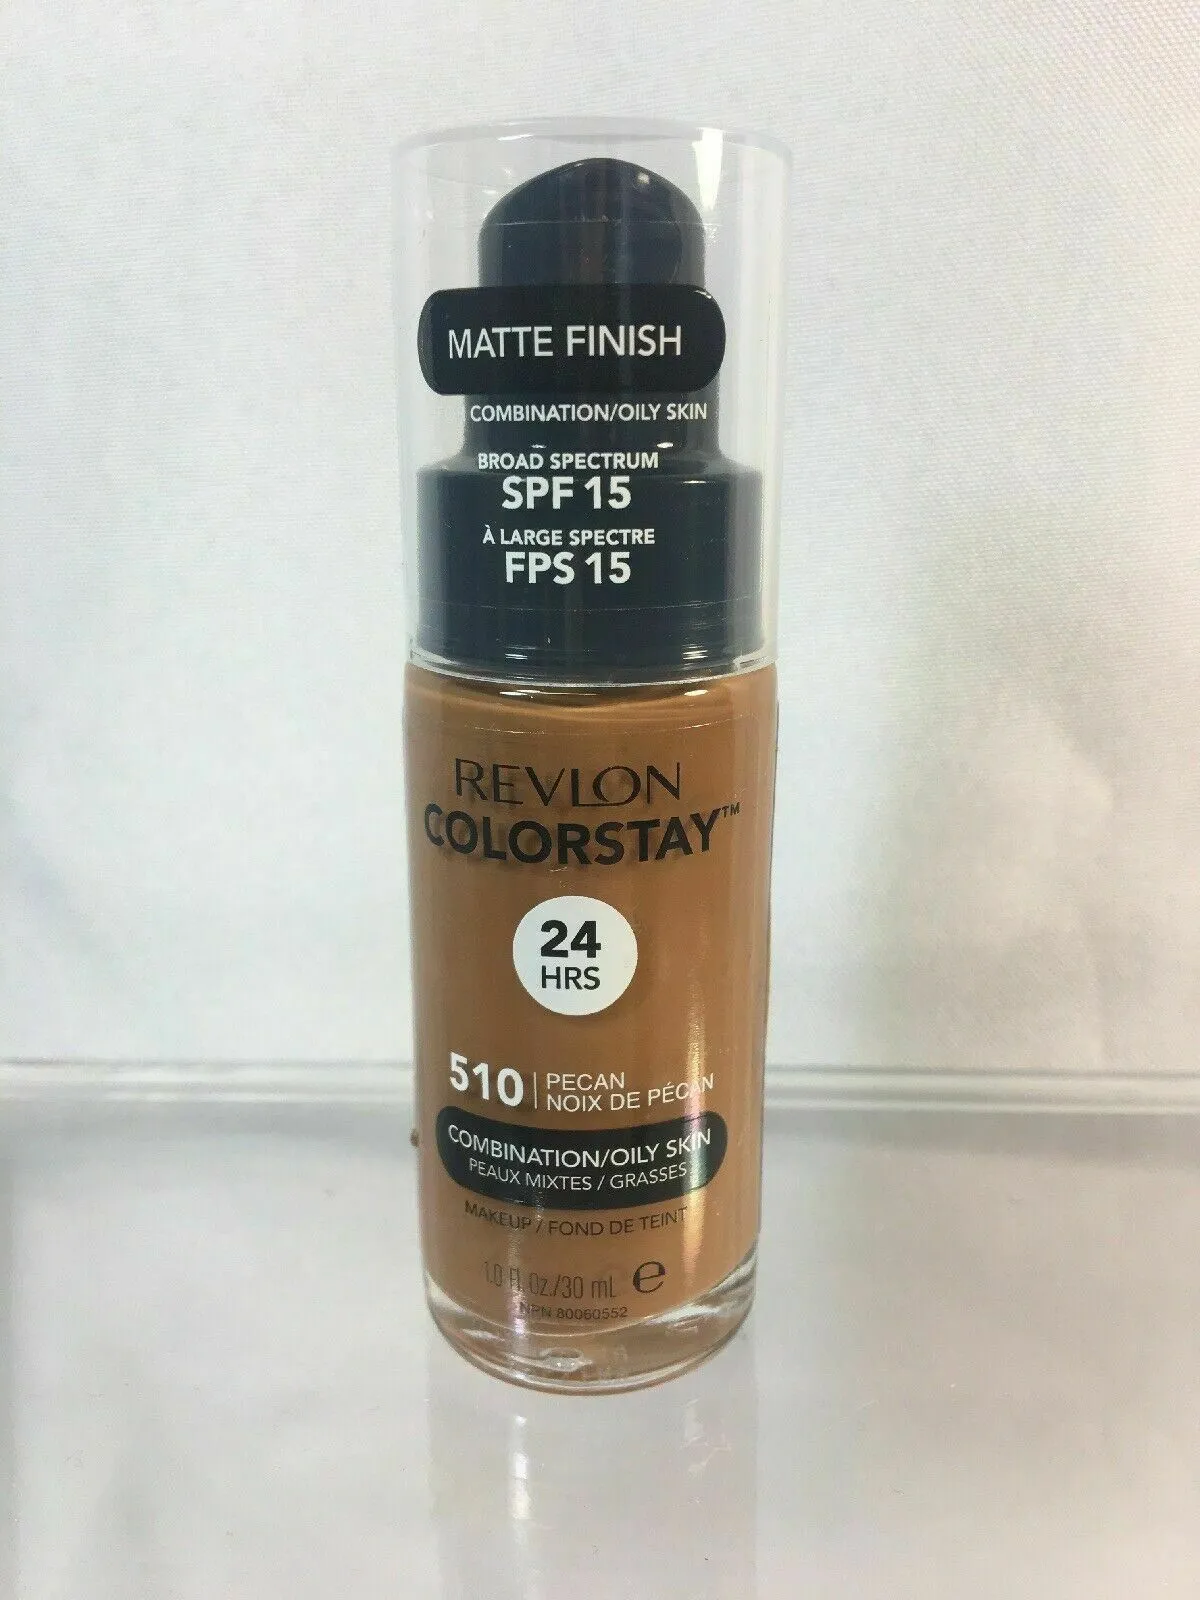 MATTE FINISH
COMBINATION/OILY SKIN
BROAD SPECTRUM
SPF 15
À LARGE SPECTRE
FPS 15
REVLON
COLORSTAY™
24
HRS
510 | PECAN
NOIX DE PÉCAN
COMBINATION/OILY SKIN
PEAUX MIXTES / GRASSES
MAKEUP / FOND DE TEINT
1.0 Fl. Oz./30 mL e
NPN 80060552